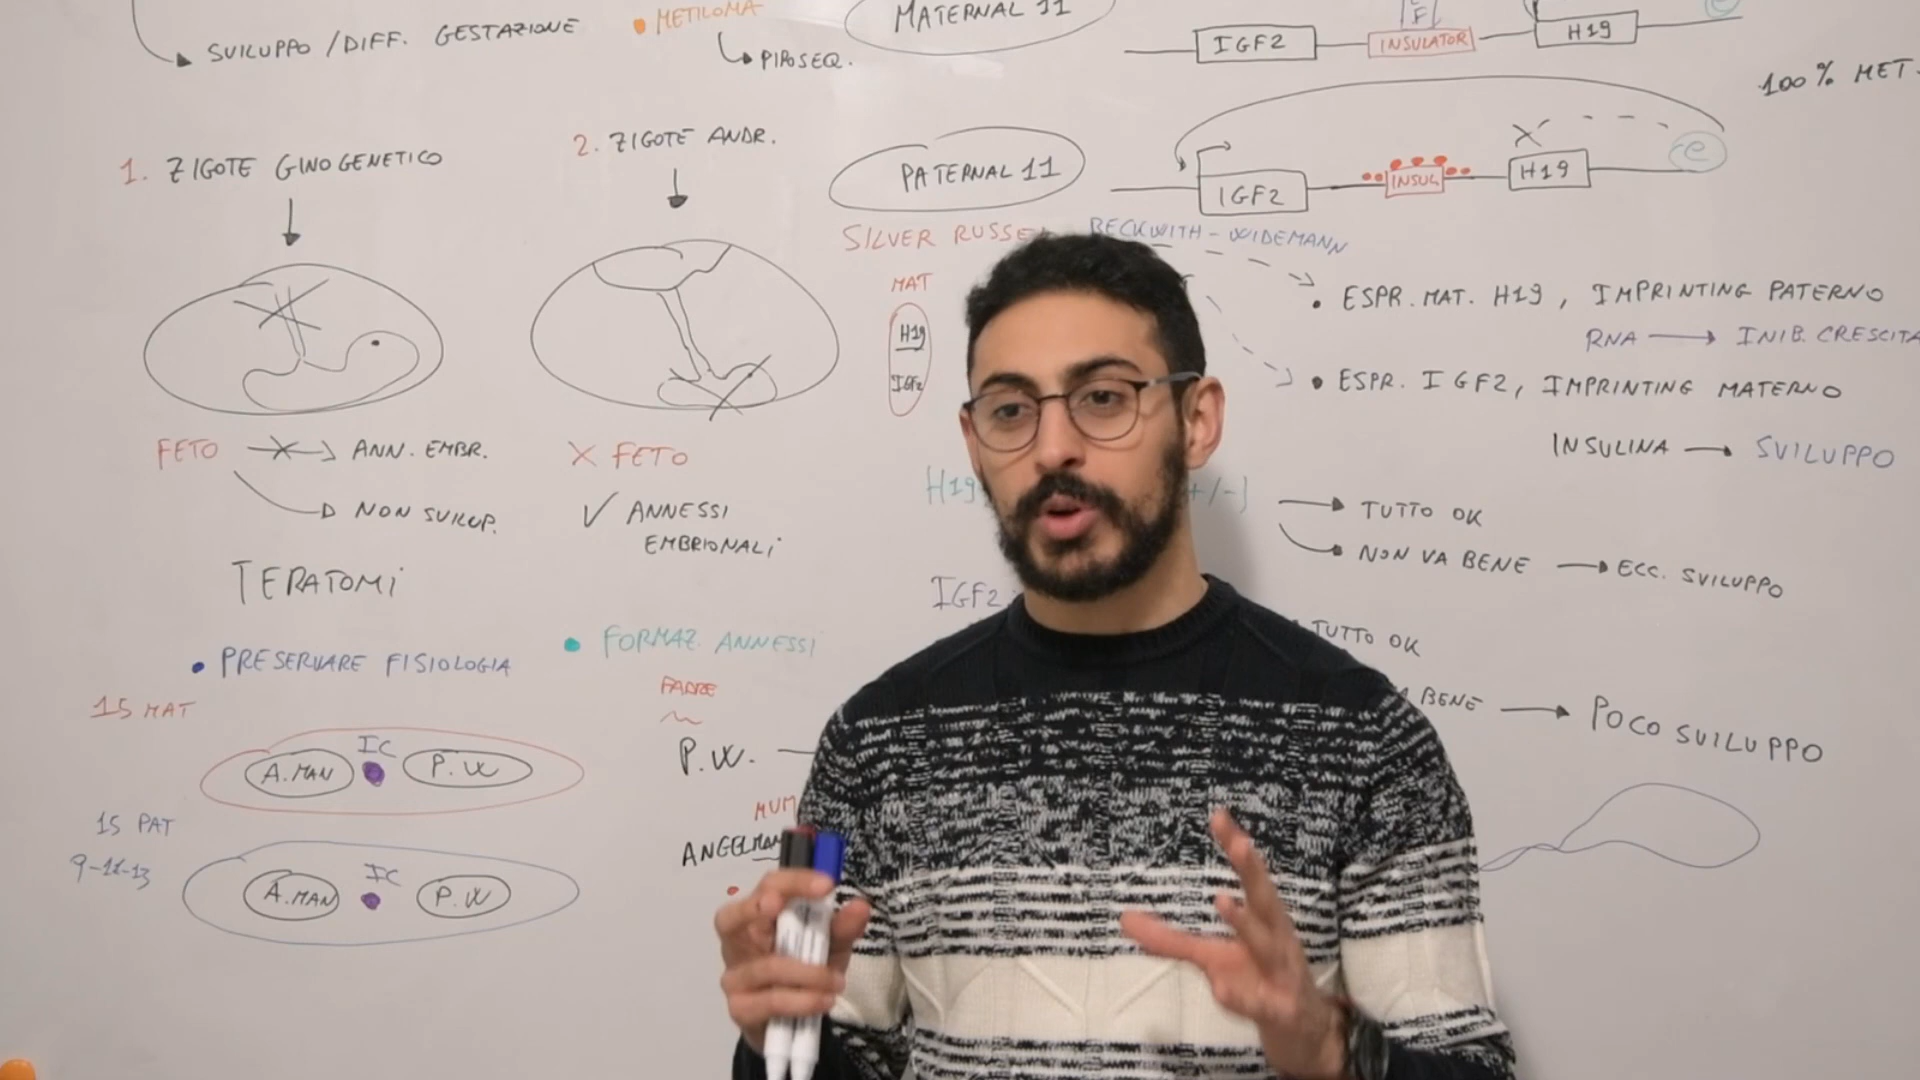 SVILUPPO / DIFF. GESTAZIONE
METILOMA
PIROSEQ.
MATERNAL 11
IGF2 INSULATOR H19
100% MET.
1. ZIGOTE GINOGENETICO
2. ZIGOTE ANDR.
PATERNAL 11
IGF2 INSUL H19 e
SILVER RUSSE
BECKWITH - WIDEMANN
MAT
H19
IGF2
• ESPR. MAT. H19, IMPRINTING PATERNO
RNA → INIB. CRESCITA
• ESPR. IGF2, IMPRINTING MATERNO
INSULINA → SVILUPPO
FETO → ANN. EMBR.
NON SVILUP.
X FETO
✓ ANNESSI
EMBRIONALI
H19 +/-)
→ TUTTO OK
NON VA BENE → ECC. SVILUPPO
TERATOMI
IGF2
TUTTO OK
BENE → POCO SVILUPPO
• PRESERVARE FISIOLOGIA
• FORMAZ. ANNESSI
15 MAT
A.MAN IC P.W
PADRE
P.W.
15 PAT
9-11-13
A.MAN IC P.W
MUM
ANGELMAN